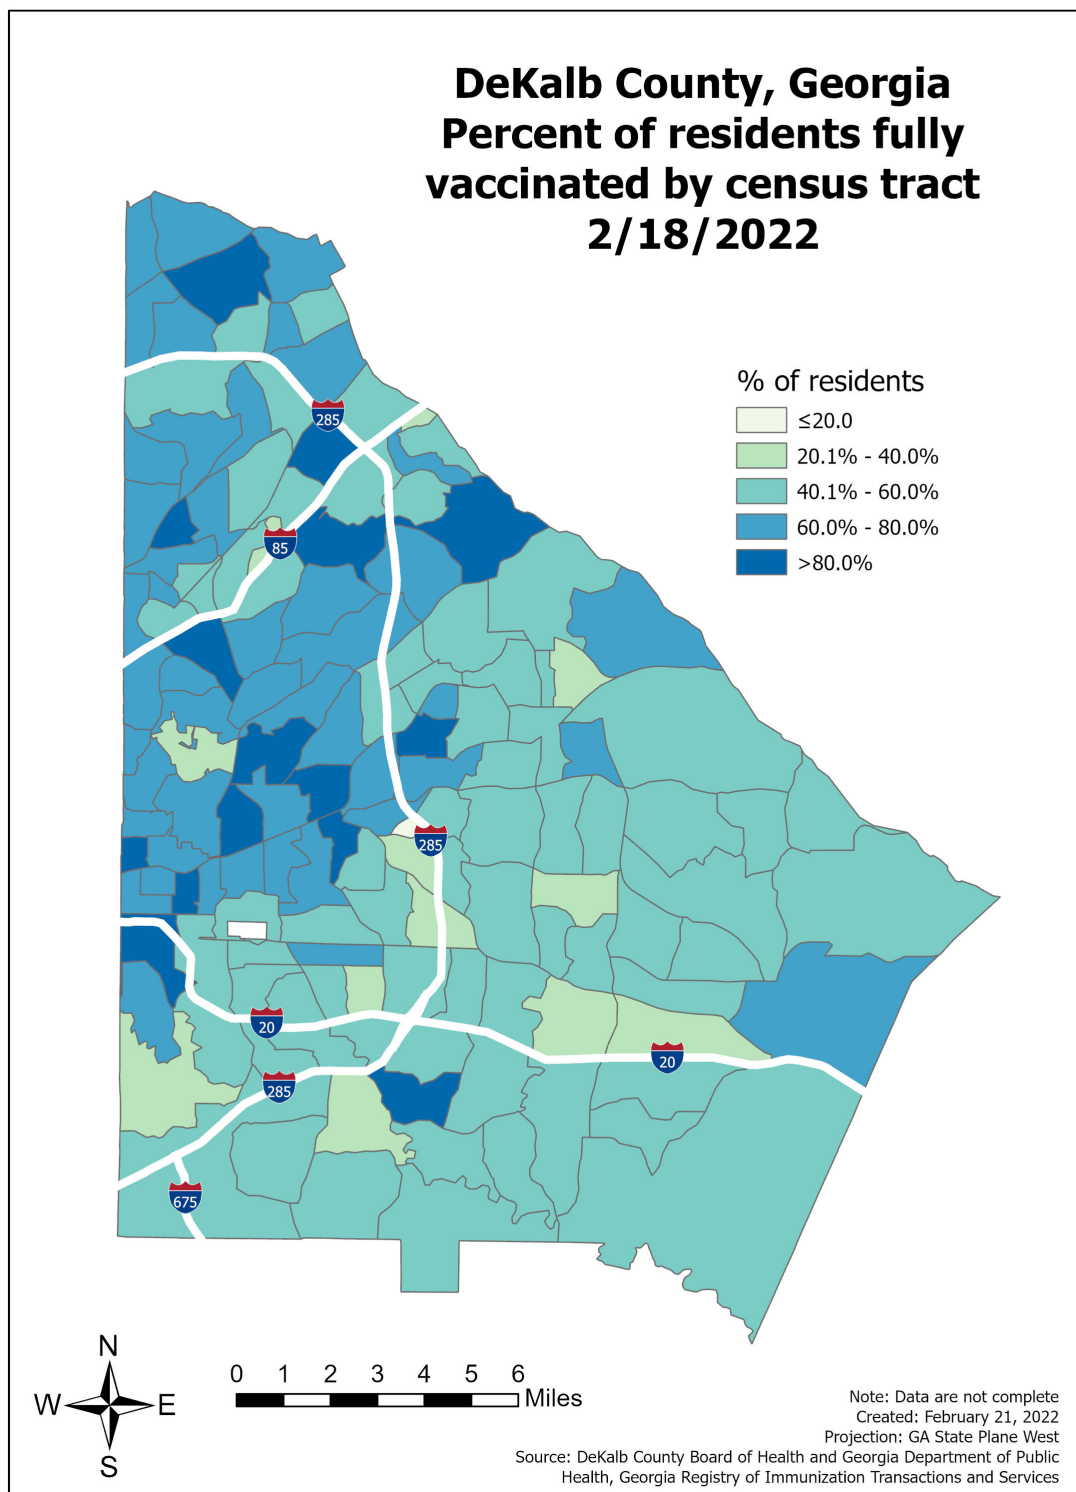 DeKalb County, Georgia
Percent of residents fully
vaccinated by census tract
2/18/2022
% of residents
≤20.0
20.1% - 40.0%
40.1% - 60.0%
60.0% - 80.0%
>80.0%
285
85
285
20
20
285
675
N
W E
S
0 1 2 3 4 5 6
Miles
Note: Data are not complete
Created: February 21, 2022
Projection: GA State Plane West
Source: DeKalb County Board of Health and Georgia Department of Public
Health, Georgia Registry of Immunization Transactions and Services